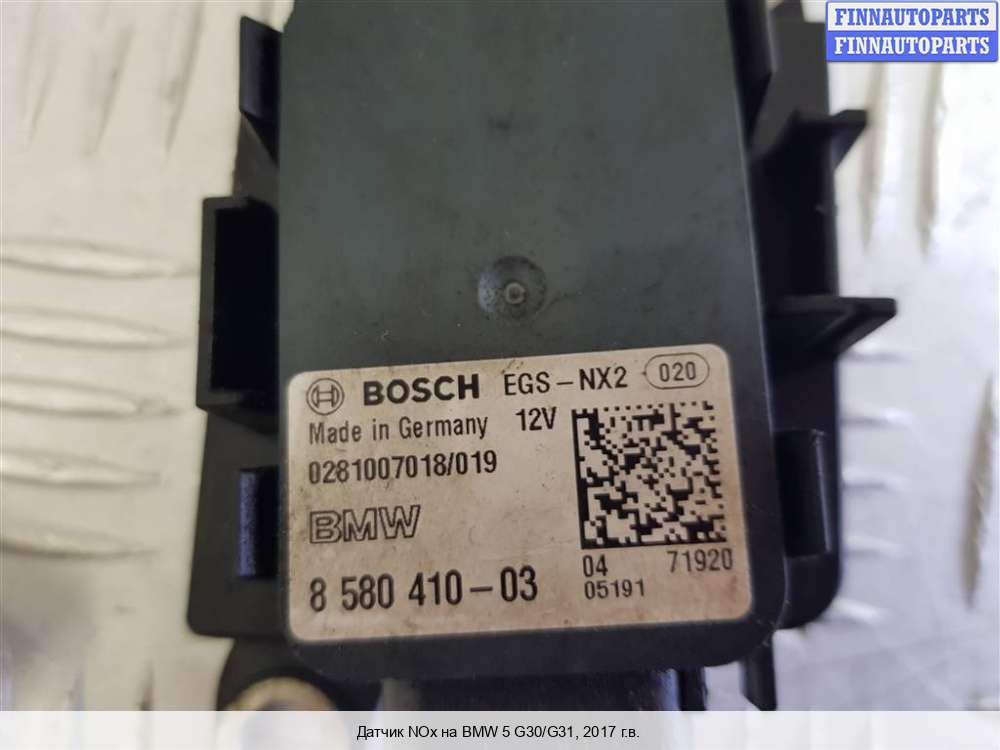 FINNAUTOPARTS
FINNAUTOPARTS
BOSCH EGS-NX2 020
Made in Germany 12V
0281007018/019
BMW
8 580 410-03
04 71920
05191
Датчик NOx на BMW 5 G30/G31, 2017 г.в.